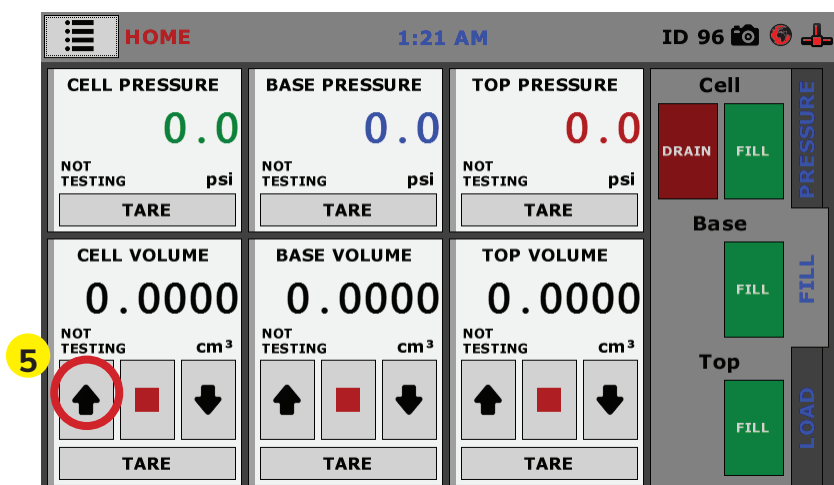 HOME
1:21 AM
ID 96
CELL PRESSURE
0.0
NOT
TESTING
psi
TARE
BASE PRESSURE
0.0
NOT
TESTING
psi
TARE
TOP PRESSURE
0.0
NOT
TESTING
psi
TARE
CELL VOLUME
0.0000
NOT
TESTING
cm³
TARE
BASE VOLUME
0.0000
NOT
TESTING
cm³
TARE
TOP VOLUME
0.0000
NOT
TESTING
cm³
TARE
5
Cell
DRAIN
FILL
Base
FILL
Top
FILL
PRESSURE
FILL
LOAD